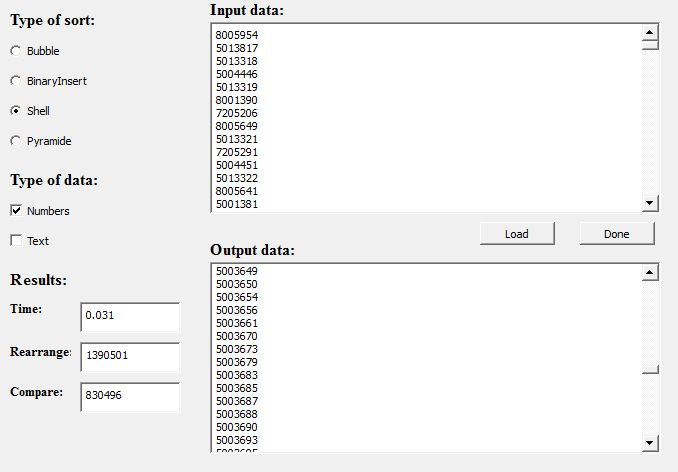 Type of sort:
Bubble
BinaryInsert
Shell
Pyramide
Type of data:
Numbers
Text
Results:
Time:
0.031
Rearrange:
1390501
Compare:
830496
Input data:
8005954
5013817
5013318
5004446
5013319
8001390
7205206
8005649
5013321
7205291
5004451
5013322
8005641
5001381
Load
Done
Output data:
5003649
5003650
5003654
5003656
5003661
5003670
5003673
5003679
5003683
5003685
5003687
5003688
5003690
5003693